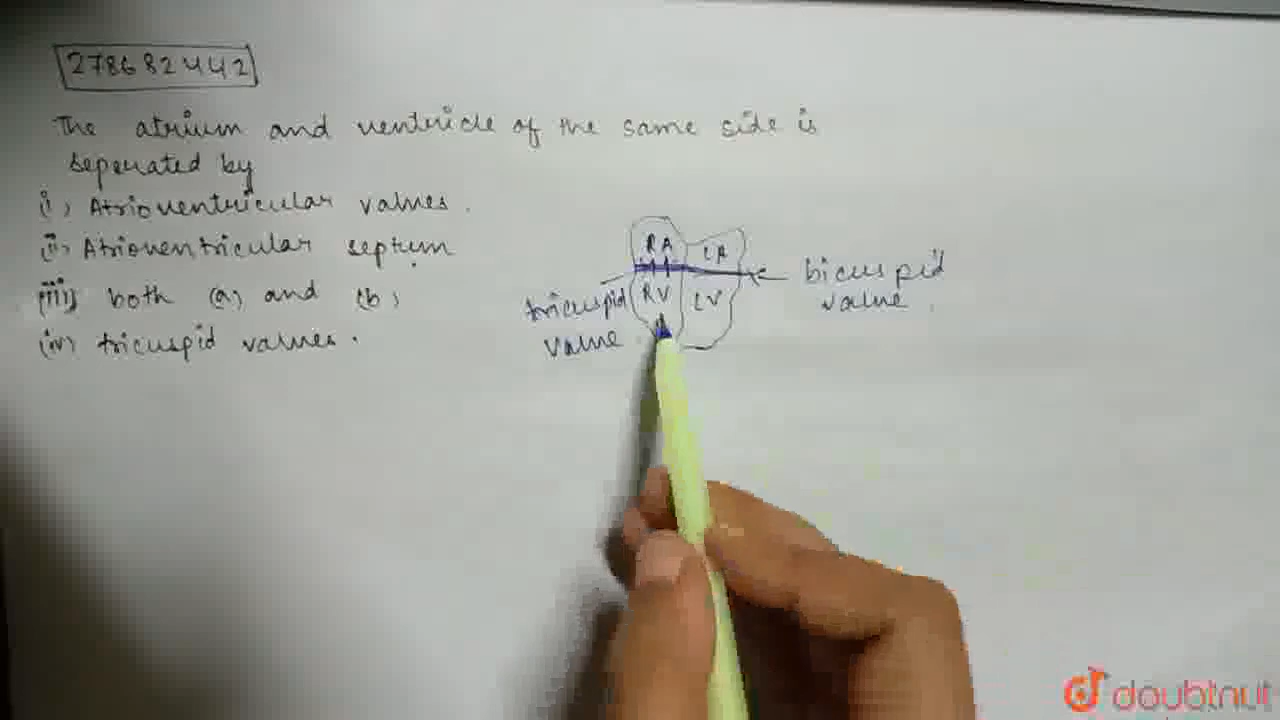 278682442
The atrium and ventricle of the same side is
seperated by
(i) Atrioventricular valves.
(ii) Atrioventricular septum
(iii) both (a) and (b)
(iv) tricuspid valves.
RA LA
RV LV
tricuspid
valve
bicuspid
valve.
doubtnut